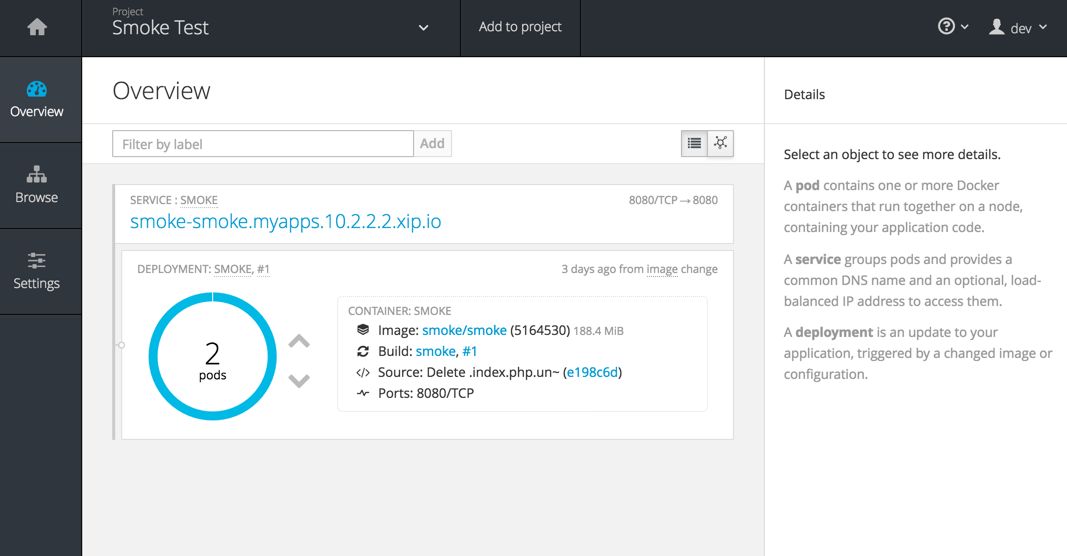 Project
Smoke Test
Add to project
dev
Overview
Browse
Settings
Overview
Filter by label
Add
SERVICE : SMOKE
8080/TCP → 8080
smoke-smoke.myapps.10.2.2.2.xip.io
DEPLOYMENT: SMOKE, #1
3 days ago from image change
2
pods
CONTAINER: SMOKE
Image: smoke/smoke (5164530) 188.4 MiB
Build: smoke, #1
Source: Delete .index.php.un~ (e198c6d)
Ports: 8080/TCP
Details
Select an object to see more details.
A pod contains one or more Docker
containers that run together on a node,
containing your application code.
A service groups pods and provides a
common DNS name and an optional, load-
balanced IP address to access them.
A deployment is an update to your
application, triggered by a changed image or
configuration.